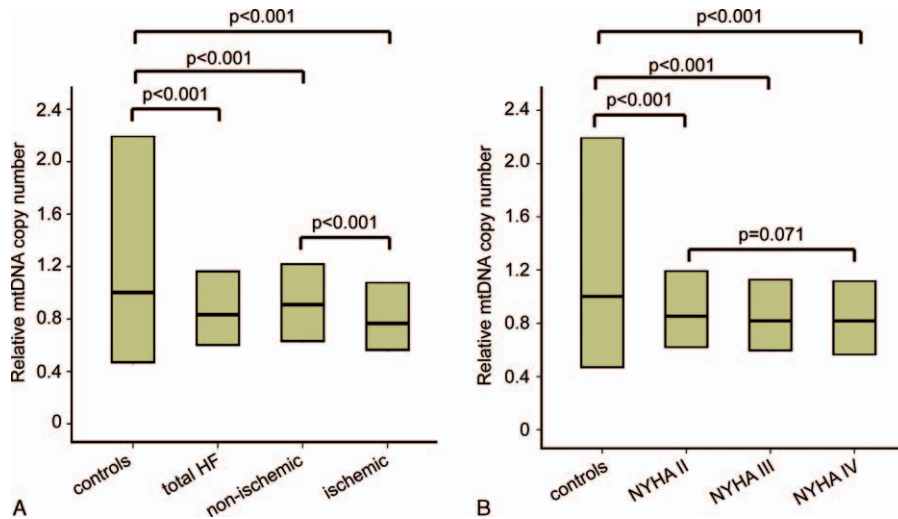 p<0.001
p<0.001
p<0.001
p<0.001
Relative mtDNA copy number
2.4
2.0
1.6
1.2
0.8
0.4
0
controls
total HF
non-ischemic
ischemic
A
p<0.001
p<0.001
p<0.001
p=0.071
Relative mtDNA copy number
2.4
2.0
1.6
1.2
0.8
0.4
0
controls
NYHA II
NYHA III
NYHA IV
B